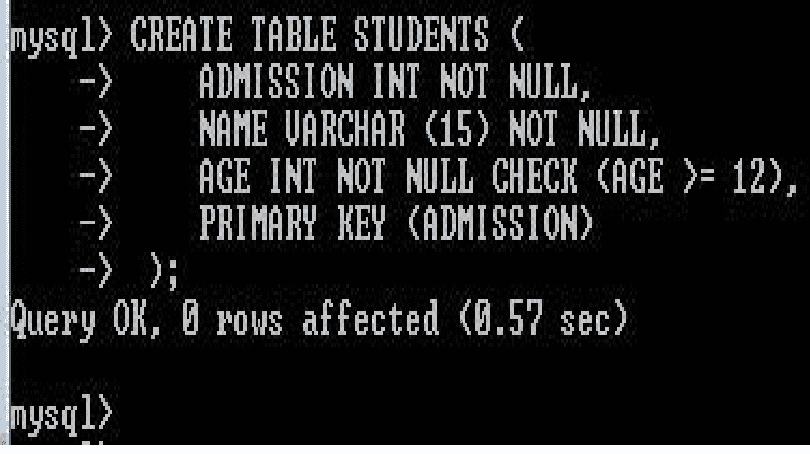 mysql> CREATE TABLE STUDENTS (
    ->     ADMISSION INT NOT NULL,
    ->     NAME VARCHAR (15) NOT NULL,
    ->     AGE INT NOT NULL CHECK (AGE >= 12),
    ->     PRIMARY KEY (ADMISSION)
    ->  );
Query OK, 0 rows affected (0.57 sec)
mysql>